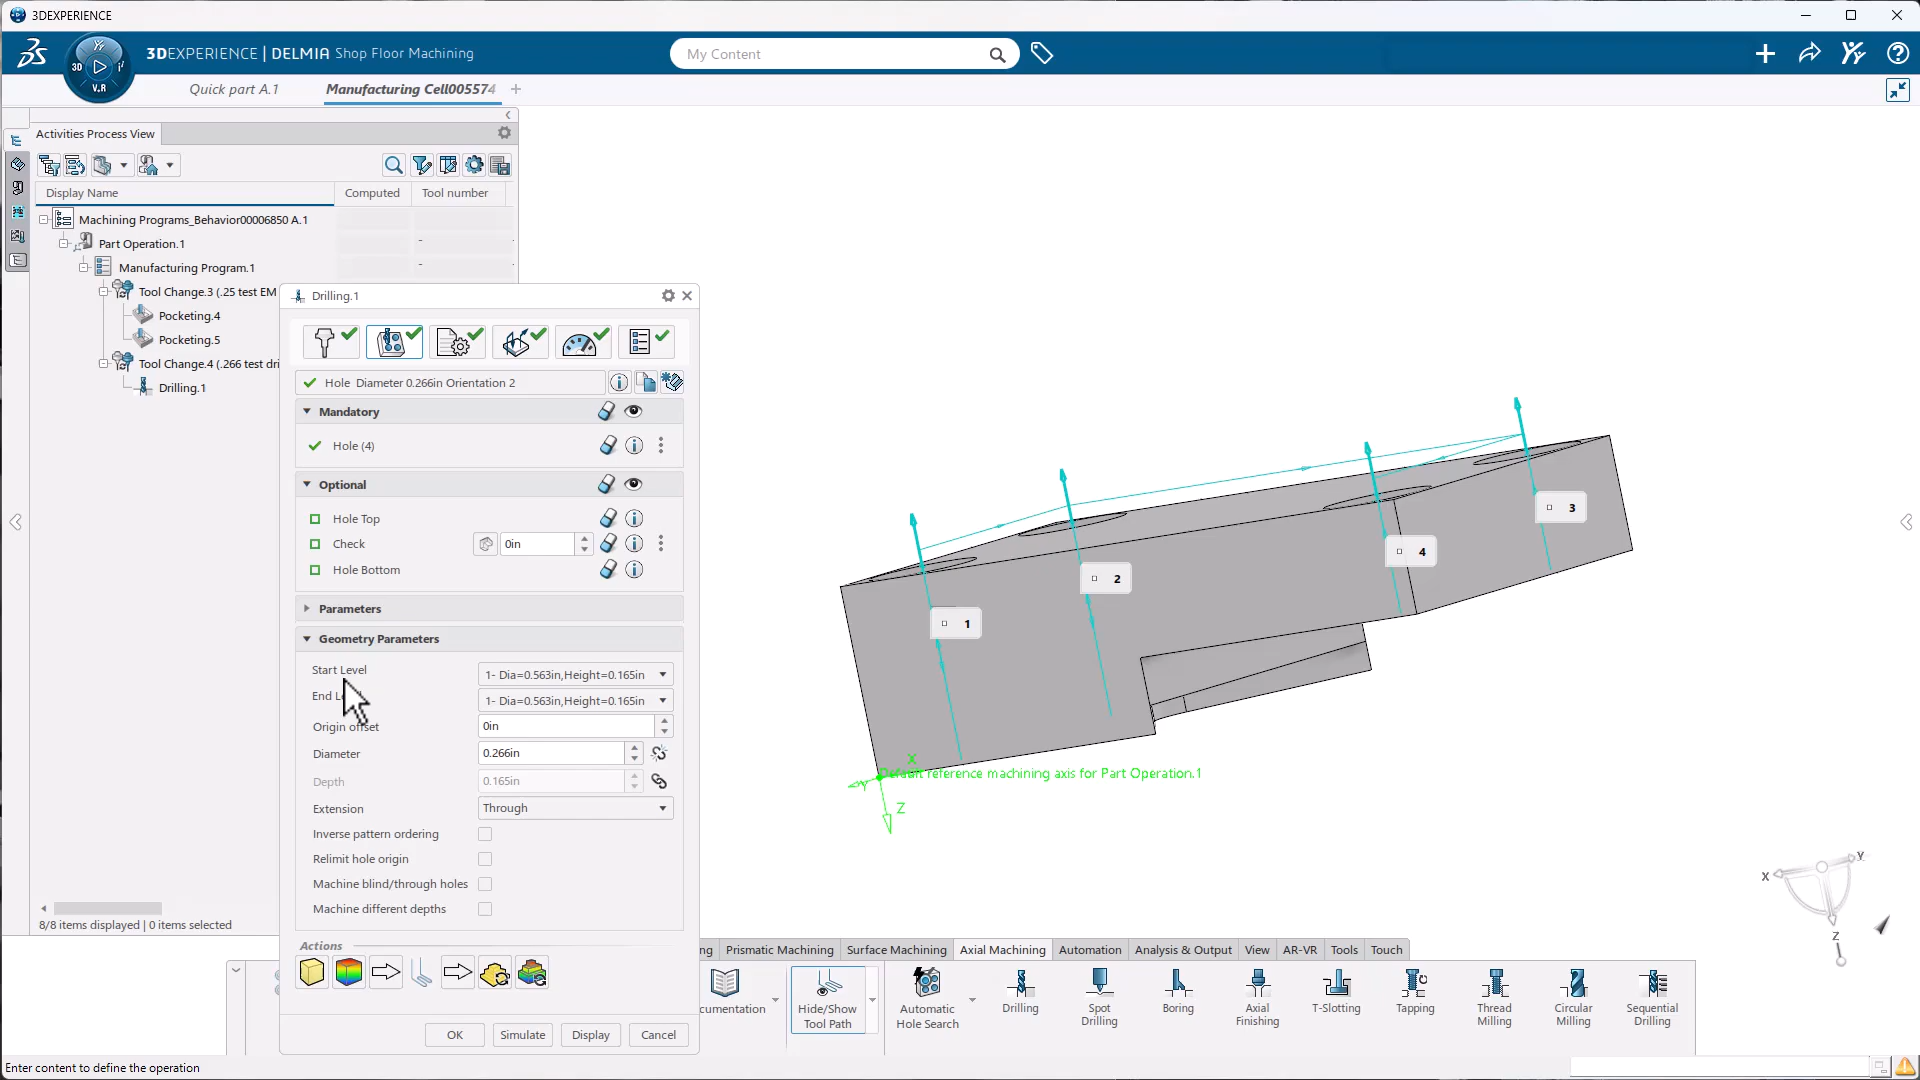 3DEXPERIENCE
3DEXPERIENCE | DELMIA Shop Floor Machining
My Content
3D
V.R
Quick part A.1
Manufacturing Cell005574
Activities Process View
Display Name
Computed
Tool number
Machining Programs_Behavior00006850 A.1
Part Operation.1
-
Manufacturing Program.1
-
Tool Change.3 (.25 test EM
Pocketing.4
Pocketing.5
Tool Change.4 (.266 test dri
Drilling.1
8/8 items displayed | 0 items selected
Drilling.1
Hole Diameter 0.266in Orientation 2
Mandatory
Hole (4)
Optional
Hole Top
Check
0in
Hole Bottom
Parameters
Geometry Parameters
Start Level
1- Dia=0.563in,Height=0.165in
End L
1- Dia=0.563in,Height=0.165in
Origin offset
0in
Diameter
0.266in
Depth
0.165in
Extension
Through
Inverse pattern ordering
Relimit hole origin
Machine blind/through holes
Machine different depths
Actions
OK
Simulate
Display
Cancel
1
2
4
3
X
Y
Z
Default reference machining axis for Part Operation.1
X
Y
Z
ng
Prismatic Machining
Surface Machining
Axial Machining
Automation
Analysis & Output
View
AR-VR
Tools
Touch
cumentation
Hide/Show
Tool Path
Automatic
Hole Search
Drilling
Spot
Drilling
Boring
Axial
Finishing
T-Slotting
Tapping
Thread
Milling
Circular
Milling
Sequential
Drilling
Enter content to define the operation